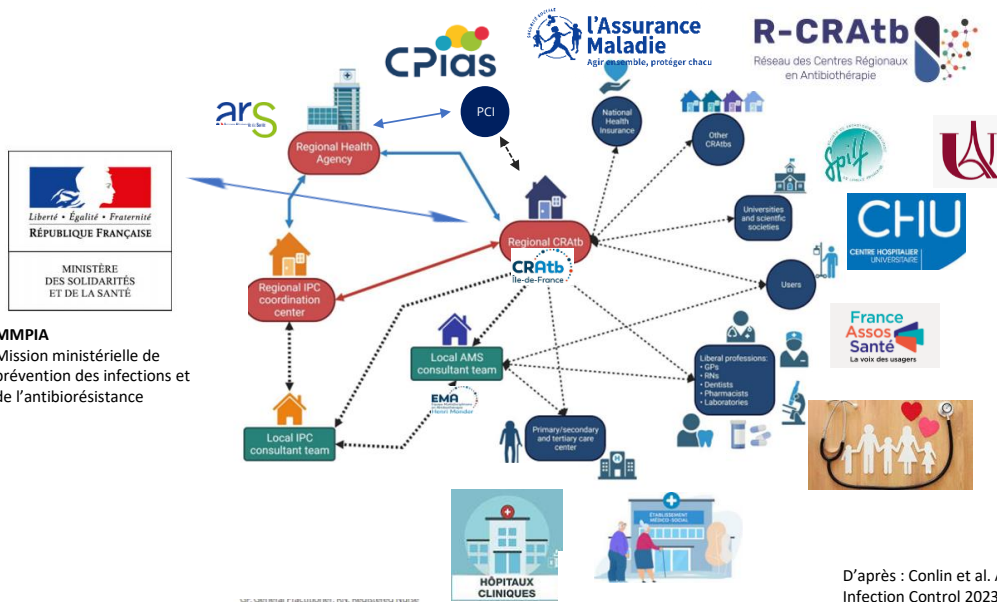 l'Assurance
Maladie
Agir ensemble, protéger chacu
R-CRAtb
Réseau des Centres Régionaux
en Antibiothérapie
CPias
ars
PCI
National
Health
Insurance
Other
CRAtbs
Regional Health
Agency
Spilf
Liberté • Égalité • Fraternité
RÉPUBLIQUE FRANÇAISE
MINISTÈRE
DES SOLIDARITÉS
ET DE LA SANTÉ
Universities
and scientfic
societies
CHU
CENTRE HOSPITALIER
UNIVERSITAIRE
Regional CRAtb
CRAtb
Île-de-France
Regional IPC
coordination
center
Users
MMPIA
Mission ministérielle de
prévention des infections et
de l'antibiorésistance
France
Assos
Santé
La voix des usagers
Local AMS
consultant team
Liberal professions:
• GPs
• RNs
• Dentists
• Pharmacists
• Laboratories
EMA
Henri Mondor
Local IPC
consultant team
Primary/secondary
and tertiary care
center
ÉTABLISSEMENT
MÉDICO-SOCIAL
HÔPITAUX
CLINIQUES
D'après : Conlin et al. A
Infection Control 2023